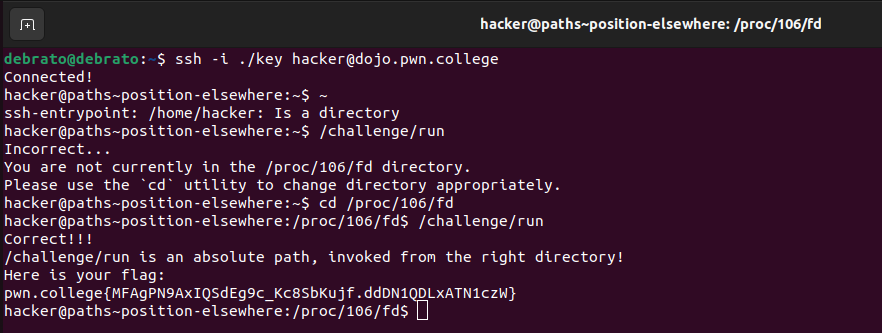 hacker@paths~position-elsewhere: /proc/106/fd
debrato@debrato:~$ ssh -i ./key hacker@dojo.pwn.college
Connected!
hacker@paths~position-elsewhere:~$ ~
ssh-entrypoint: /home/hacker: Is a directory
hacker@paths~position-elsewhere:~$ /challenge/run
Incorrect...
You are not currently in the /proc/106/fd directory.
Please use the `cd` utility to change directory appropriately.
hacker@paths~position-elsewhere:~$ cd /proc/106/fd
hacker@paths~position-elsewhere:/proc/106/fd$ /challenge/run
Correct!!!
/challenge/run is an absolute path, invoked from the right directory!
Here is your flag:
pwn.college{MFAgPN9AxIQSdEg9c_Kc8SbKujf.ddDN1QDLxATN1czW}
hacker@paths~position-elsewhere:/proc/106/fd$